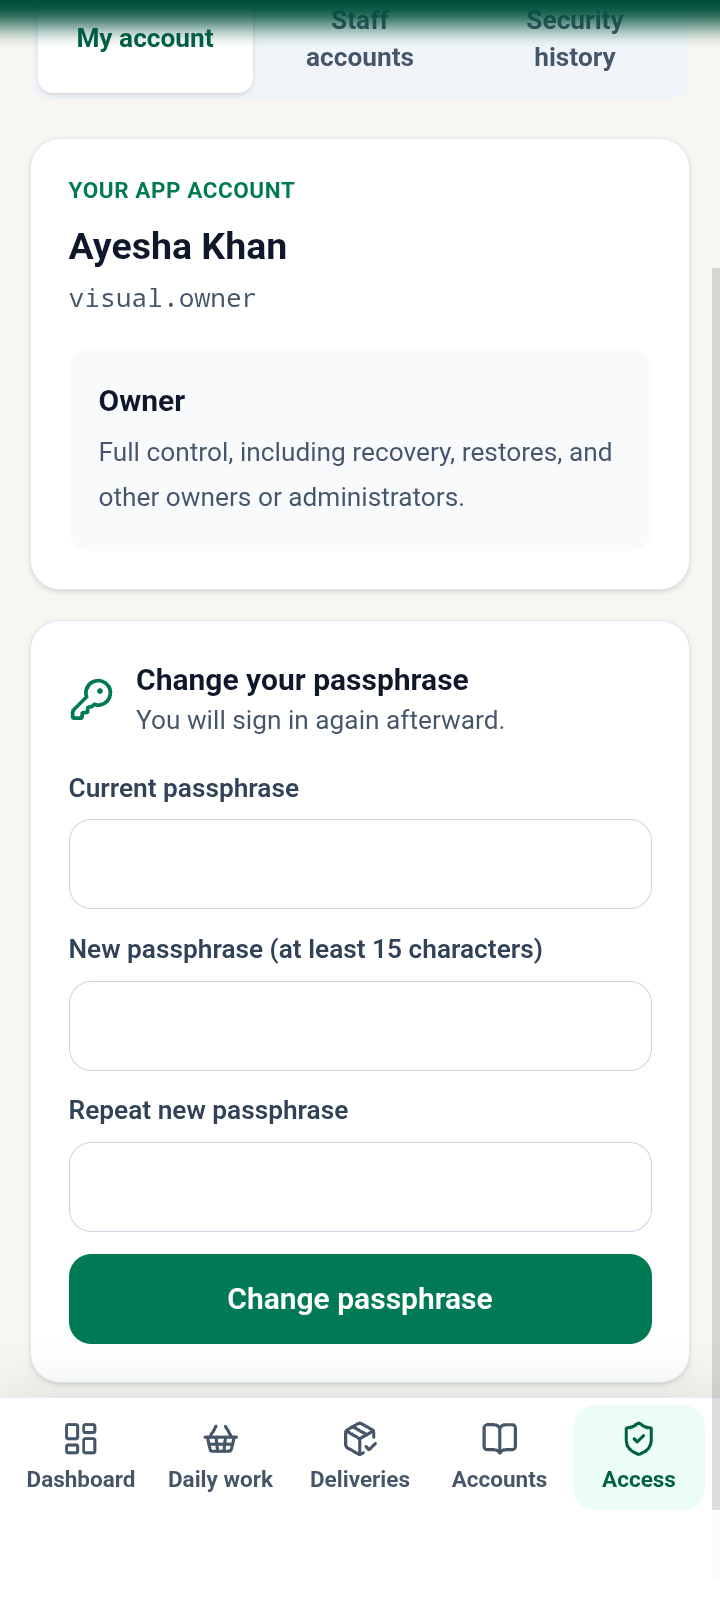 My account
Staff
accounts
Security
history
YOUR APP ACCOUNT
Ayesha Khan
visual.owner
Owner
Full control, including recovery, restores, and
other owners or administrators.
Change your passphrase
You will sign in again afterward.
Current passphrase
New passphrase (at least 15 characters)
Repeat new passphrase
Change passphrase
Dashboard
Daily work
Deliveries
Accounts
Access